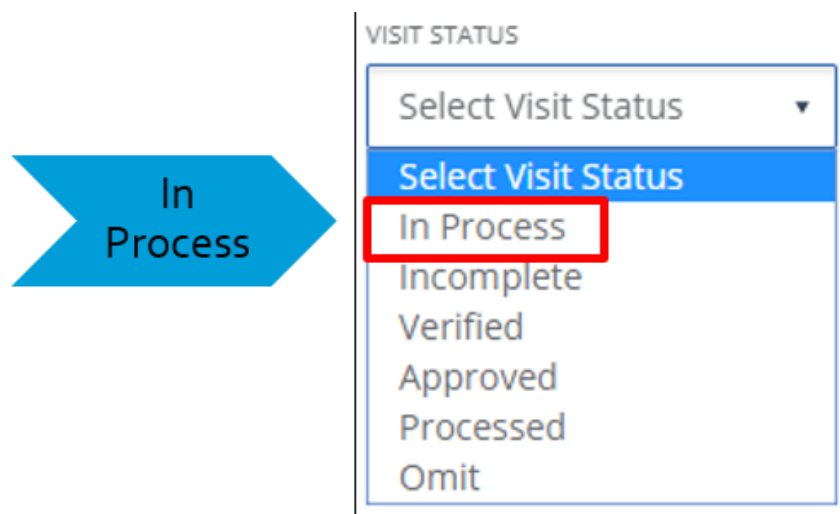 In
Process
VISIT STATUS
Select Visit Status
Select Visit Status
In Process
Incomplete
Verified
Approved
Processed
Omit